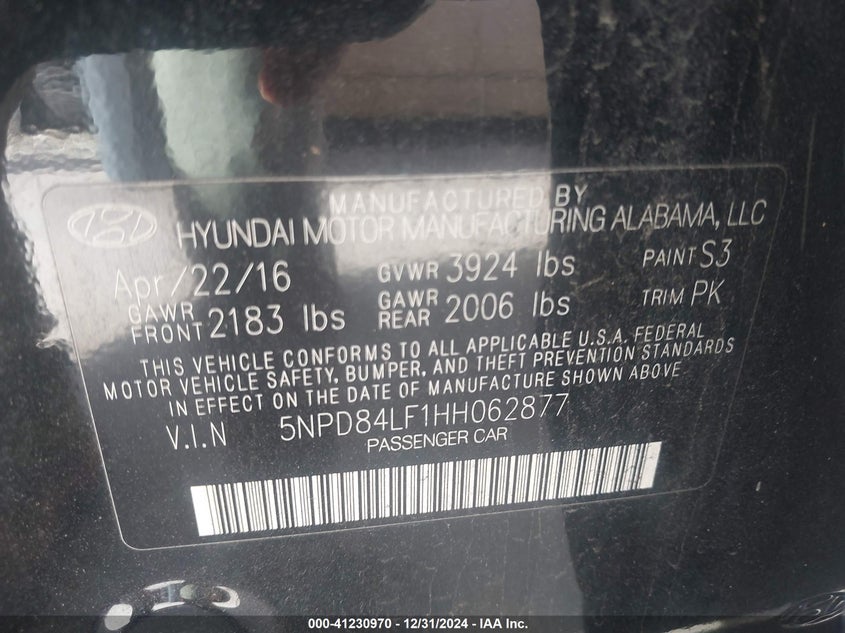 MANUFACTURED BY
HYUNDAI MOTOR MANUFACTURING ALABAMA, LLC
Apr/22/16 GVWR 3924 lbs PAINT S3
GAWR FRONT 2183 lbs GAWR REAR 2006 lbs TRIM PK
THIS VEHICLE CONFORMS TO ALL APPLICABLE U.S.A. FEDERAL
MOTOR VEHICLE SAFETY, BUMPER, AND THEFT PREVENTION STANDARDS
IN EFFECT ON THE DATE OF MANUFACTURE SHOWN ABOVE
V.I.N 5NPD84LF1HH062877
PASSENGER CAR
000-41230970 - 12/31/2024 - IAA Inc.